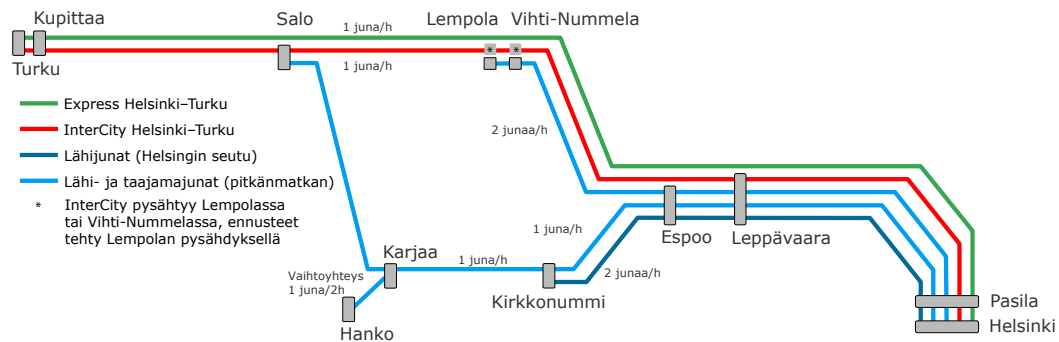 Kupittaa
Salo
Lempola
Vihti-Nummela
1 juna/h
* *
Turku
1 juna/h
Express Helsinki–Turku
InterCity Helsinki–Turku
2 junaa/h
Lähijunat (Helsingin seutu)
Lähi- ja taajamajunat (pitkänmatkan)
* InterCity pysähtyy Lempolassa
tai Vihti-Nummelassa, ennusteet
tehty Lempolan pysähdyksellä
1 juna/h
Espoo
Leppävaara
Karjaa
1 juna/h
Vaihtoyhteys
1 juna/2h
2 junaa/h
Kirkkonummi
Pasila
Hanko
Helsinki